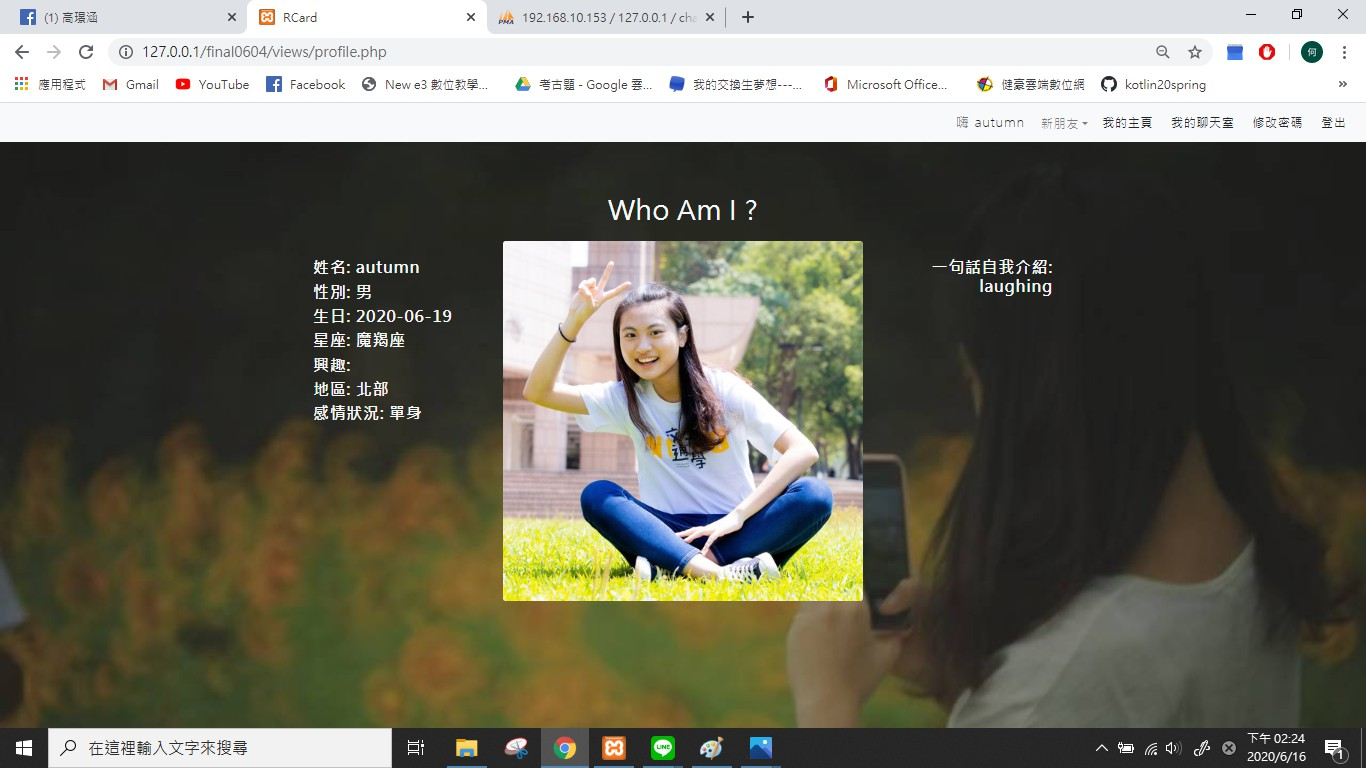 (1) 高璟涵
RCard
192.168.10.153 / 127.0.0.1 / cha
127.0.0.1/final0604/views/profile.php
應用程式
Gmail
YouTube
Facebook
New e3 數位教學...
考古題 - Google 雲...
我的交換生夢想---...
Microsoft Office...
健豪雲端數位網
kotlin20spring
»
嗨 autumn
新朋友
我的主頁
我的聊天室
修改密碼
登出
Who Am I ?
姓名: autumn
性別: 男
生日: 2020-06-19
星座: 魔羯座
興趣:
地區: 北部
感情狀況: 單身
一句話自我介紹:
laughing
在這裡輸入文字來搜尋
下午 02:24
2020/6/16
1